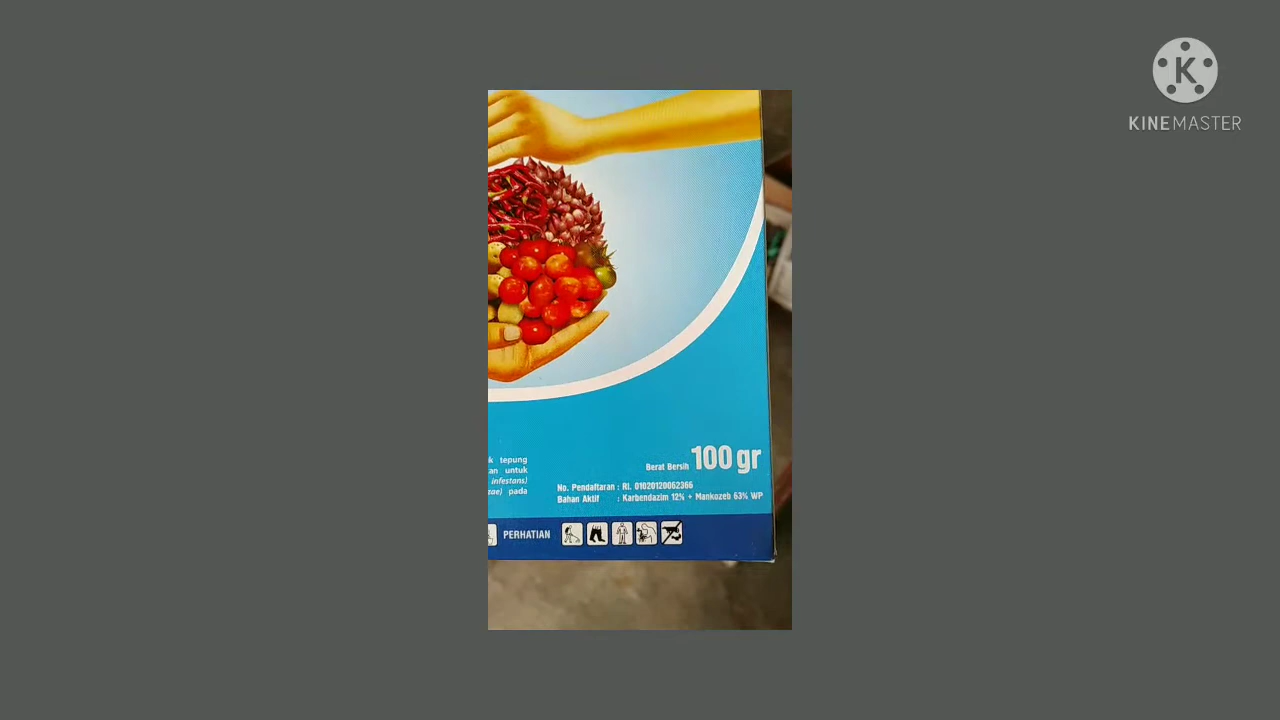 KINEMASTER
k tepung
an untuk
infestans)
zae) pada
Berat Bersih 100 gr
No. Pendaftaran : RI. 01020120062366
Bahan Aktif : Karbendazim 12% + Mankozeb 63% WP
PERHATIAN